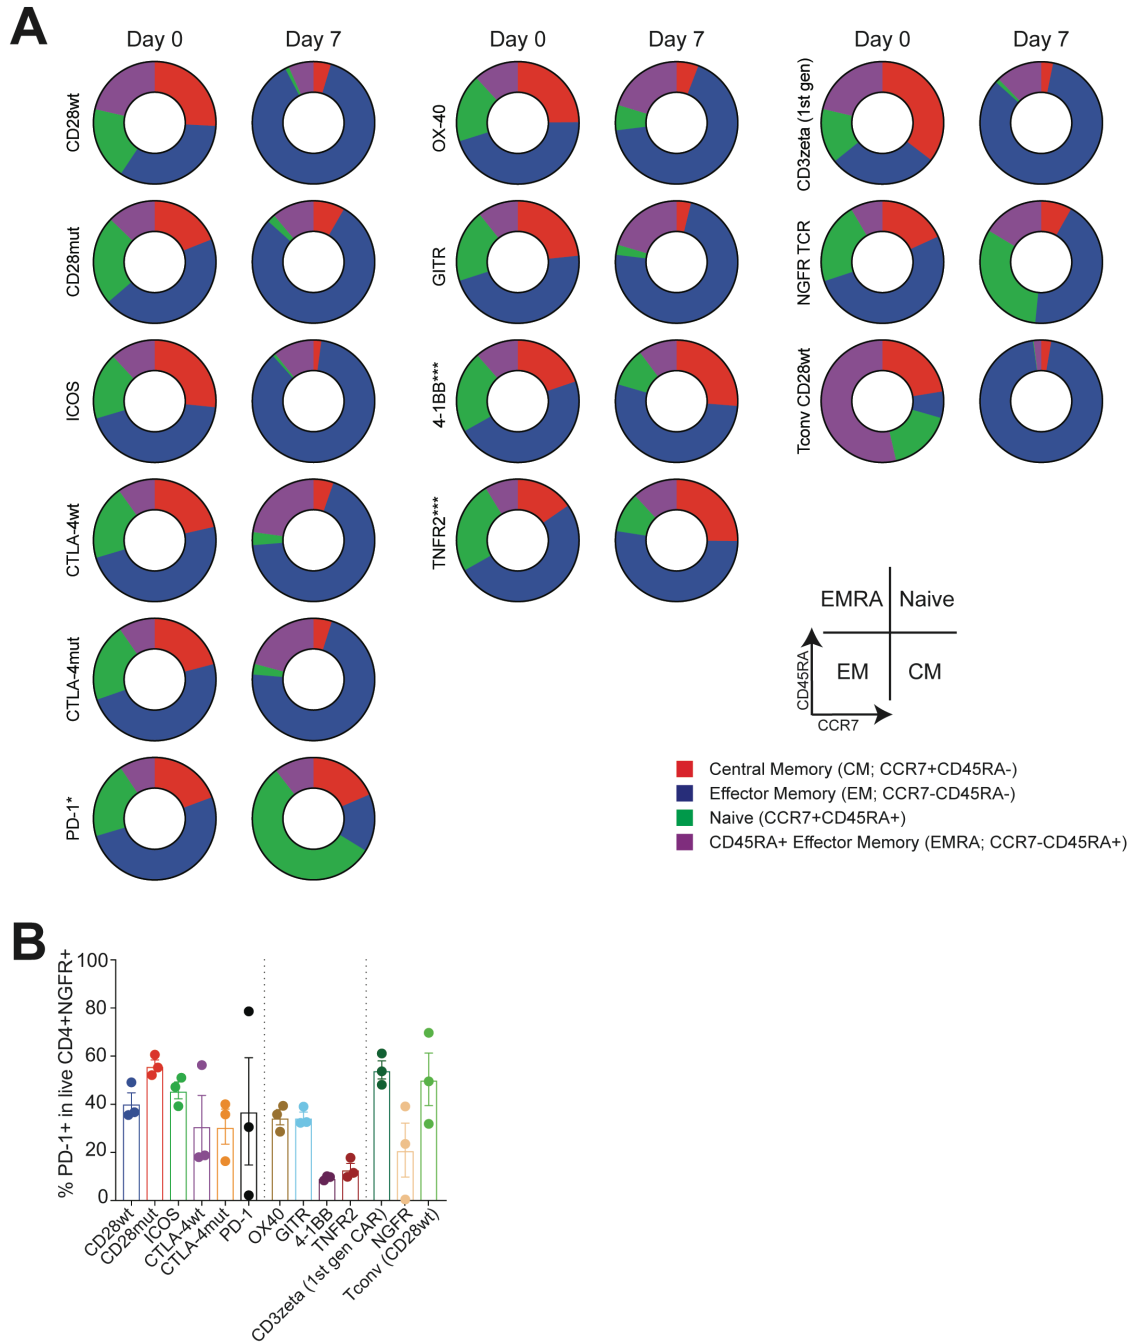 A
Day 0
Day 7
Day 0
Day 7
Day 0
Day 7
CD28wt
OX-40
CD3zeta (1st gen)
CD28mut
GITR
NGFR TCR
ICOS
4-1BB***
Tconv CD28wt
CTLA-4wt
TNFR2***
CTLA-4mut
PD-1*
EMRA
Naive
EM
CM
CD45RA
CCR7
Central Memory (CM; CCR7+CD45RA-)
Effector Memory (EM; CCR7-CD45RA-)
Naive (CCR7+CD45RA+)
CD45RA+ Effector Memory (EMRA; CCR7-CD45RA+)
B
% PD-1+ in live CD4+NGFR+
100
80
60
40
20
0
CD28wt
CD28mut
ICOS
CTLA-4wt
CTLA-4mut
PD-1
OX40
GITR
4-1BB
TNFR2
CD3zeta (1st gen CAR)
NGFR
Tconv (CD28wt)